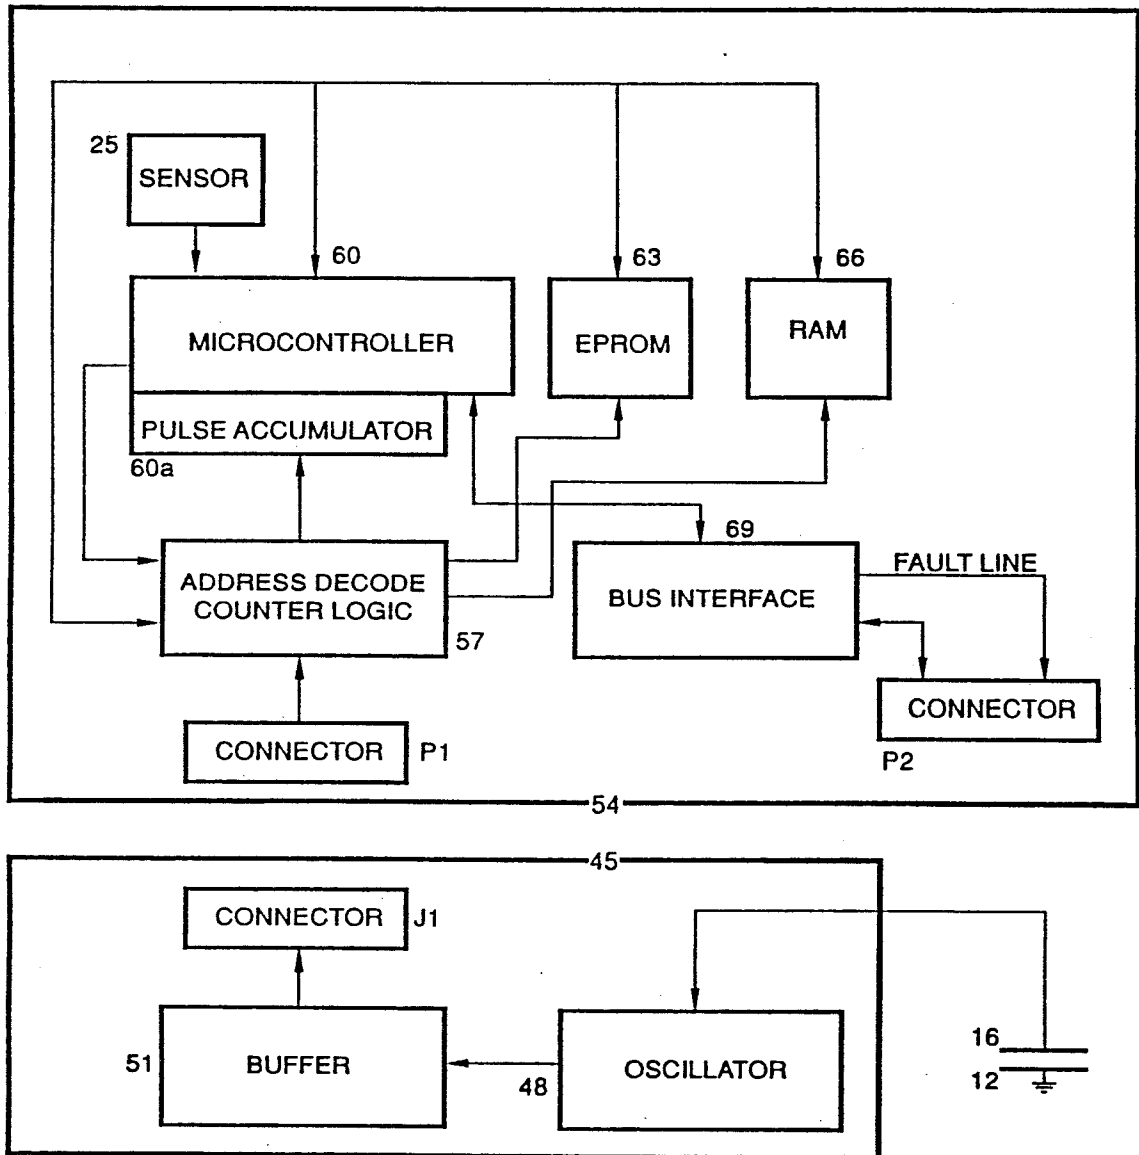 25
SENSOR
60
63
66
MICROCONTROLLER
EPROM
RAM
PULSE ACCUMULATOR
60a
69
ADDRESS DECODE
COUNTER LOGIC
57
BUS INTERFACE
FAULT LINE
CONNECTOR
P1
CONNECTOR
P2
54
45
CONNECTOR
J1
51
BUFFER
48
OSCILLATOR
16
12